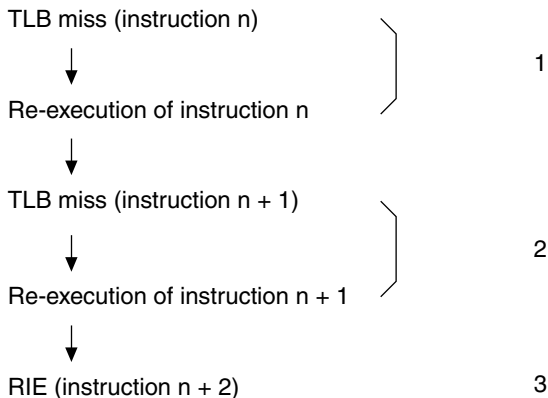 TLB miss (instruction n)
1
Re-execution of instruction n
TLB miss (instruction n + 1)
2
Re-execution of instruction n + 1
RIE (instruction n + 2)
3